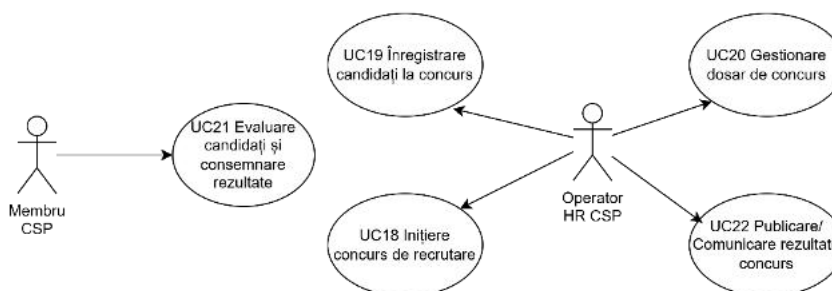 UC19 Înregistrare
candidați la concurs
UC20 Gestionare
dosar de concurs
UC21 Evaluare
candidați și
consemnare
rezultate
Membru
CSP
Operator
HR CSP
UC18 Inițiere
concurs de recrutare
UC22 Publicare/
Comunicare rezultat
concurs